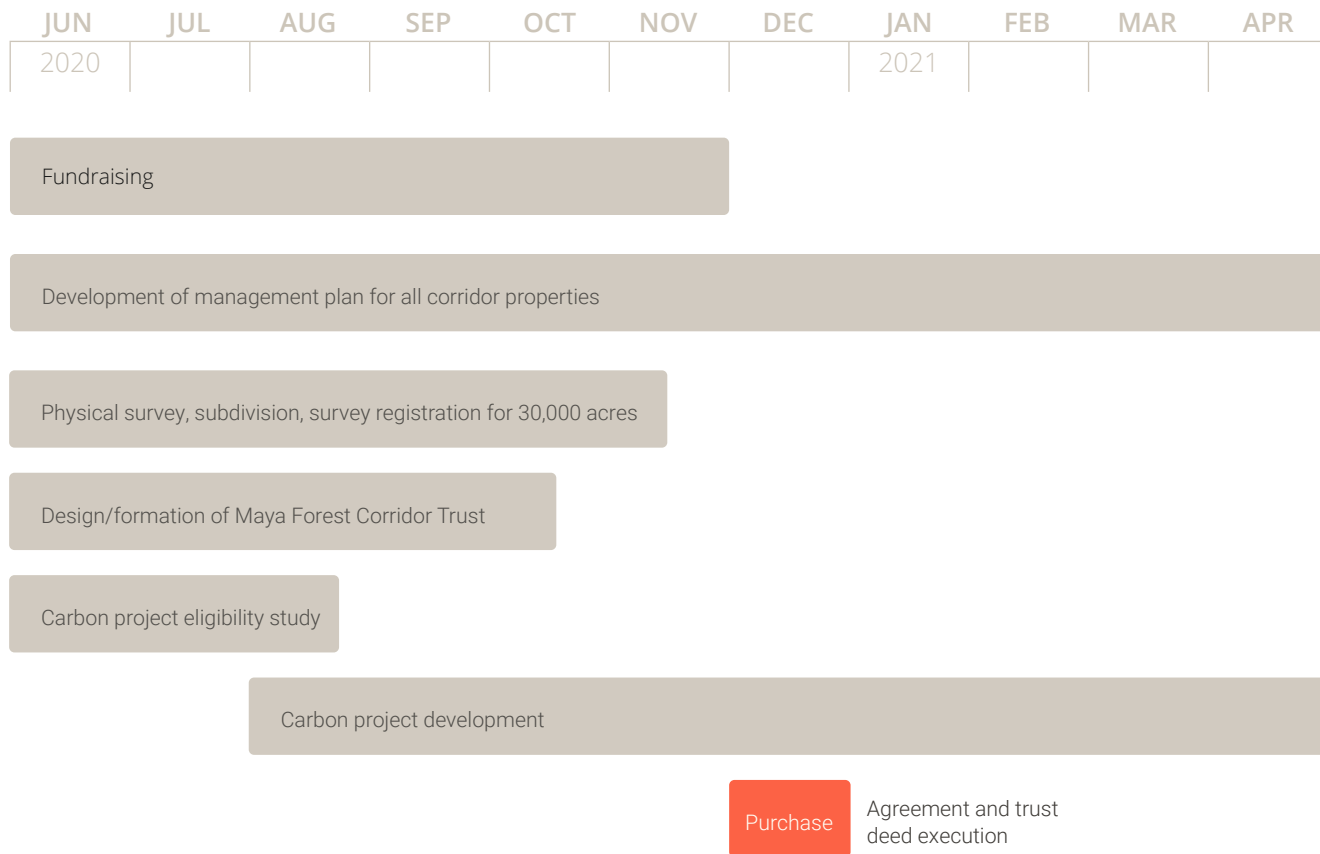 JUN JUL AUG SEP OCT NOV DEC JAN FEB MAR APR
2020 2021
Fundraising
Development of management plan for all corridor properties
Physical survey, subdivision, survey registration for 30,000 acres
Design/formation of Maya Forest Corridor Trust
Carbon project eligibility study
Carbon project development
Purchase
Agreement and trust
deed execution